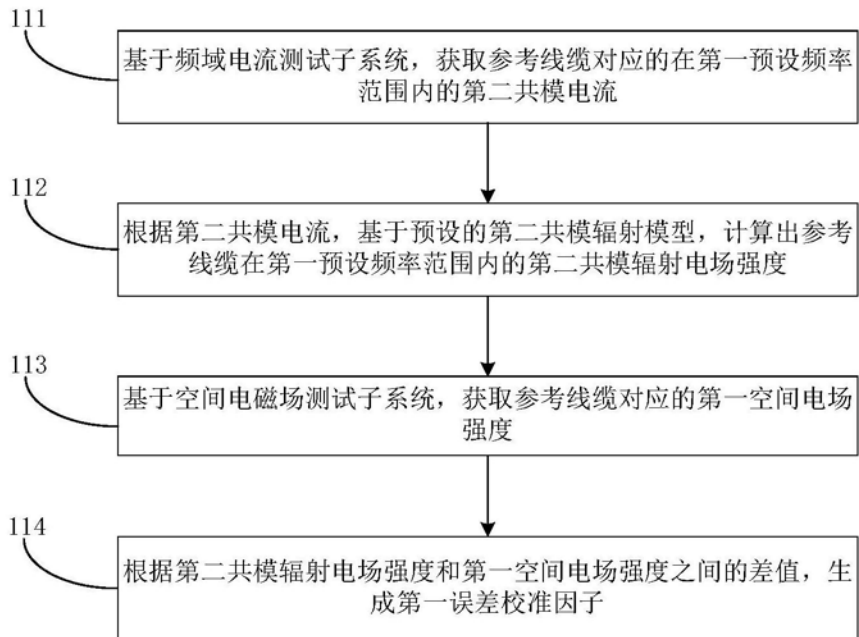 111
基于频域电流测试子系统，获取参考线缆对应的在第一预设频率
范围内的第二共模电流
112
根据第二共模电流，基于预设的第二共模辐射模型，计算出参考
线缆在第一预设频率范围内的第二共模辐射电场强度
113
基于空间电磁场测试子系统，获取参考线缆对应的第一空间电场
强度
114
根据第二共模辐射电场强度和第一空间电场强度之间的差值，生
成第一误差校准因子